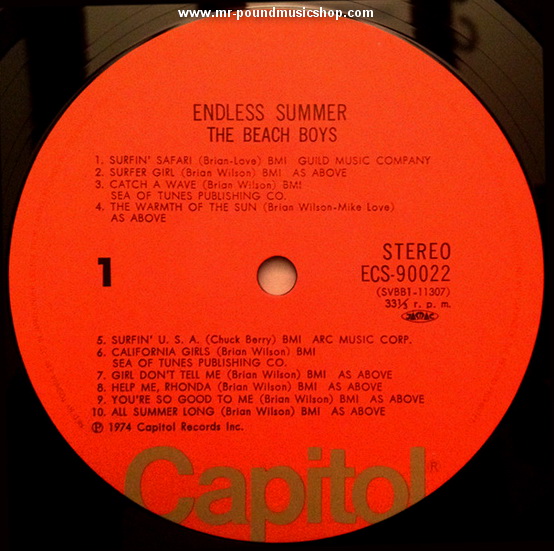 www.mr-poundmusicshop.com
ENDLESS SUMMER
THE BEACH BOYS
1. SURFIN' SAFARI (Brian-Love) BMI GUILD MUSIC COMPANY
2. SURFER GIRL (Brian Wilson) BMI AS ABOVE
3. CATCH A WAVE (Brian Wilson) BMI
SEA OF TUNES PUBLISHING CO.
4. THE WARMTH OF THE SUN (Brian Wilson-Mike Love)
AS ABOVE
1
STEREO
ECS-90022
(SVBB1-11307)
33⅓ r. p. m.
5. SURFIN' U. S. A. (Chuck Berry) BMI ARC MUSIC CORP.
6. CALIFORNIA GIRLS (Brian Wilson) BMI
SEA OF TUNES PUBLISHING CO.
7. GIRL DON'T TELL ME (Brian Wilson) BMI AS ABOVE
8. HELP ME, RHONDA (Brian Wilson) BMI AS ABOVE
9. YOU'RE SO GOOD TO ME (Brian Wilson) BMI AS ABOVE
10. ALL SUMMER LONG (Brian Wilson) BMI AS ABOVE
℗ 1974 Capitol Records Inc.
Capitol®